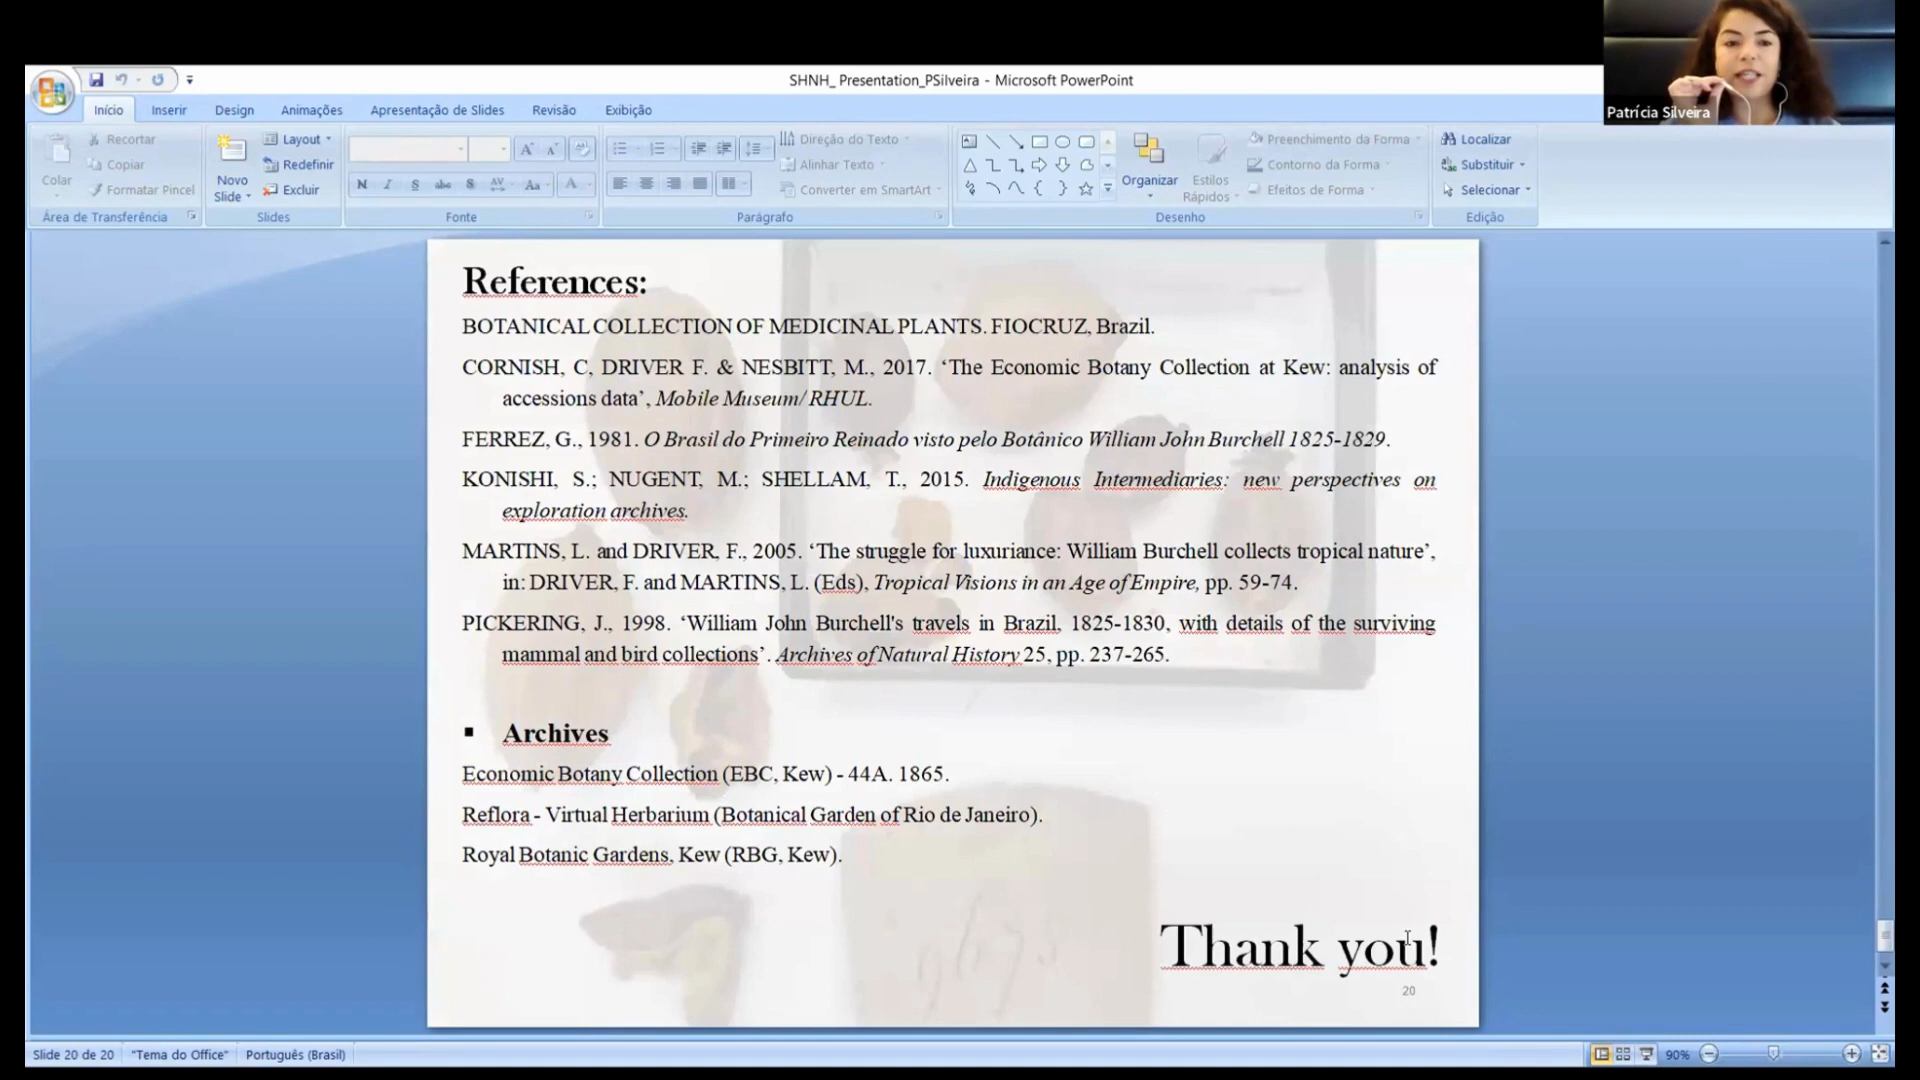 SHNH_ Presentation_PSilveira - Microsoft PowerPoint
Patrícia Silveira
Início Inserir Design Animações Apresentação de Slides Revisão Exibição
Recortar
Copiar
Formatar Pincel
Colar
Área de Transferência
Novo
Slide
Layout
Redefinir
Excluir
Slides
N I S abc S AV Aa A
Fonte
Direção do Texto
Alinhar Texto
Converter em SmartArt
Parágrafo
Organizar
Estilos
Rápidos
Preenchimento da Forma
Contorno da Forma
Efeitos de Forma
Desenho
Localizar
Substituir
Selecionar
Edição
References:
BOTANICAL COLLECTION OF MEDICINAL PLANTS. FIOCRUZ, Brazil.
CORNISH, C, DRIVER F. & NESBITT, M., 2017. ‘The Economic Botany Collection at Kew: analysis of
accessions data’, Mobile Museum/ RHUL.
FERREZ, G., 1981. O Brasil do Primeiro Reinado visto pelo Botânico William John Burchell 1825-1829.
KONISHI, S.; NUGENT, M.; SHELLAM, T., 2015. Indigenous Intermediaries: new perspectives on
exploration archives.
MARTINS, L. and DRIVER, F., 2005. ‘The struggle for luxuriance: William Burchell collects tropical nature’,
in: DRIVER, F. and MARTINS, L. (Eds), Tropical Visions in an Age of Empire, pp. 59-74.
PICKERING, J., 1998. ‘William John Burchell's travels in Brazil, 1825-1830, with details of the surviving
mammal and bird collections’. Archives of Natural History 25, pp. 237-265.
▪ Archives
Economic Botany Collection (EBC, Kew) - 44A. 1865.
Reflora - Virtual Herbarium (Botanical Garden of Rio de Janeiro).
Royal Botanic Gardens, Kew (RBG, Kew).
Thank you!
20
Slide 20 de 20 "Tema do Office" Português (Brasil)
90%